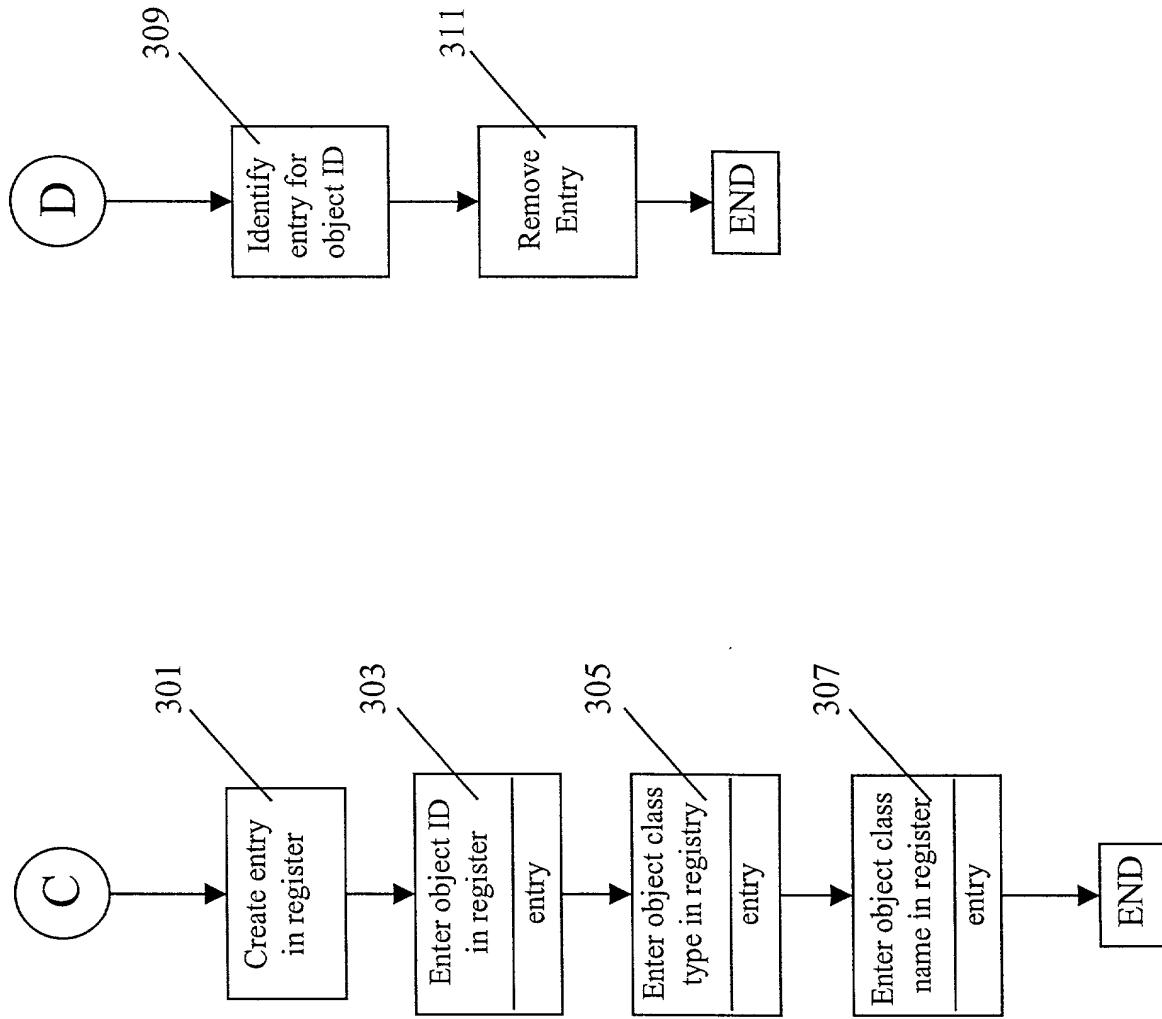 C
301
Create entry
in register
303
Enter object ID
in register
entry
305
Enter object class
type in registry
entry
307
Enter object class
name in register
entry
END
D
309
Identify
entry for
object ID
311
Remove
Entry
END